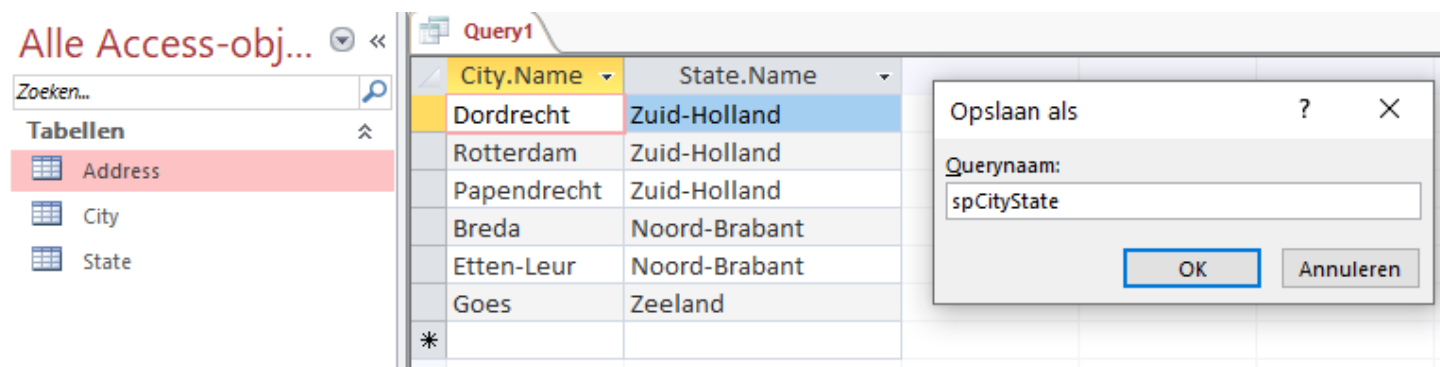 Alle Access-obj...
«
Zoeken...
Tabellen
Address
City
State
Query1
City.Name State.Name
Dordrecht Zuid-Holland
Rotterdam Zuid-Holland
Papendrecht Zuid-Holland
Breda Noord-Brabant
Etten-Leur Noord-Brabant
Goes Zeeland
*
Opslaan als ? ×
Querynaam:
spCityState
OK Annuleren